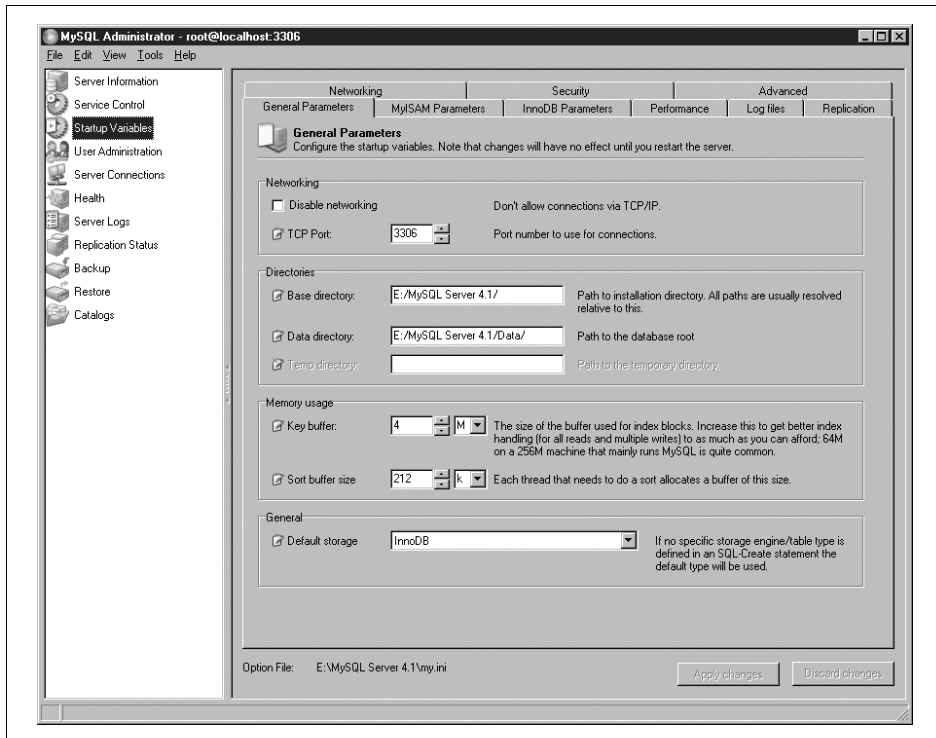 MySQL Administrator - root@localhost:3306
File Edit View Tools Help
Server Information
Service Control
Startup Variables
User Administration
Server Connections
Health
Server Logs
Replication Status
Backup
Restore
Catalogs
Networking Security Advanced
General Parameters MyISAM Parameters InnoDB Parameters Performance Log files Replication
General Parameters
Configure the startup variables. Note that changes will have no effect until you restart the server.
Networking
Disable networking Don't allow connections via TCP/IP.
TCP Port: 3306 Port number to use for connections.
Directories
Base directory: E:/MySQL Server 4.1/ Path to installation directory. All paths are usually resolved
relative to this.
Data directory: E:/MySQL Server 4.1/Data/ Path to the database root
Temp directory: Path to the temporary directory
Memory usage
Key buffer: 4 M The size of the buffer used for index blocks. Increase this to get better index
handling (for all reads and multiple writes) to as much as you can afford; 64M
on a 256M machine that mainly runs MySQL is quite common.
Sort buffer size 212 k Each thread that needs to do a sort allocates a buffer of this size.
General
Default storage InnoDB If no specific storage engine/table type is
defined in an SQL-Create statement the
default type will be used.
Option File: E:\MySQL Server 4.1\my.ini
Apply changes Discard changes